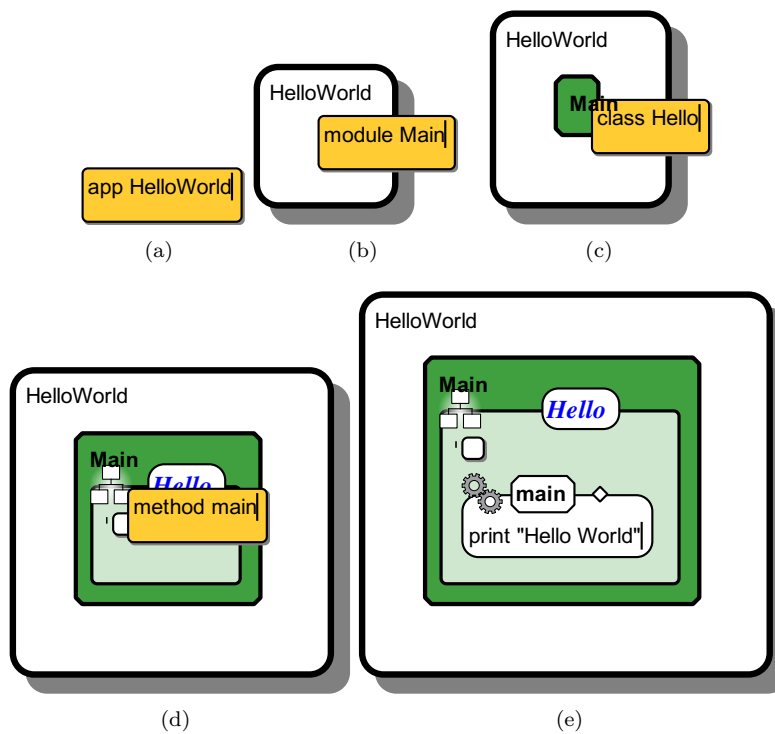 HelloWorld
module Main
app HelloWorld
HelloWorld
Main
class Hello
(a)
(b)
(c)
HelloWorld
Main
Hello
method main
HelloWorld
Main
Hello
main
print "Hello World"
(d)
(e)